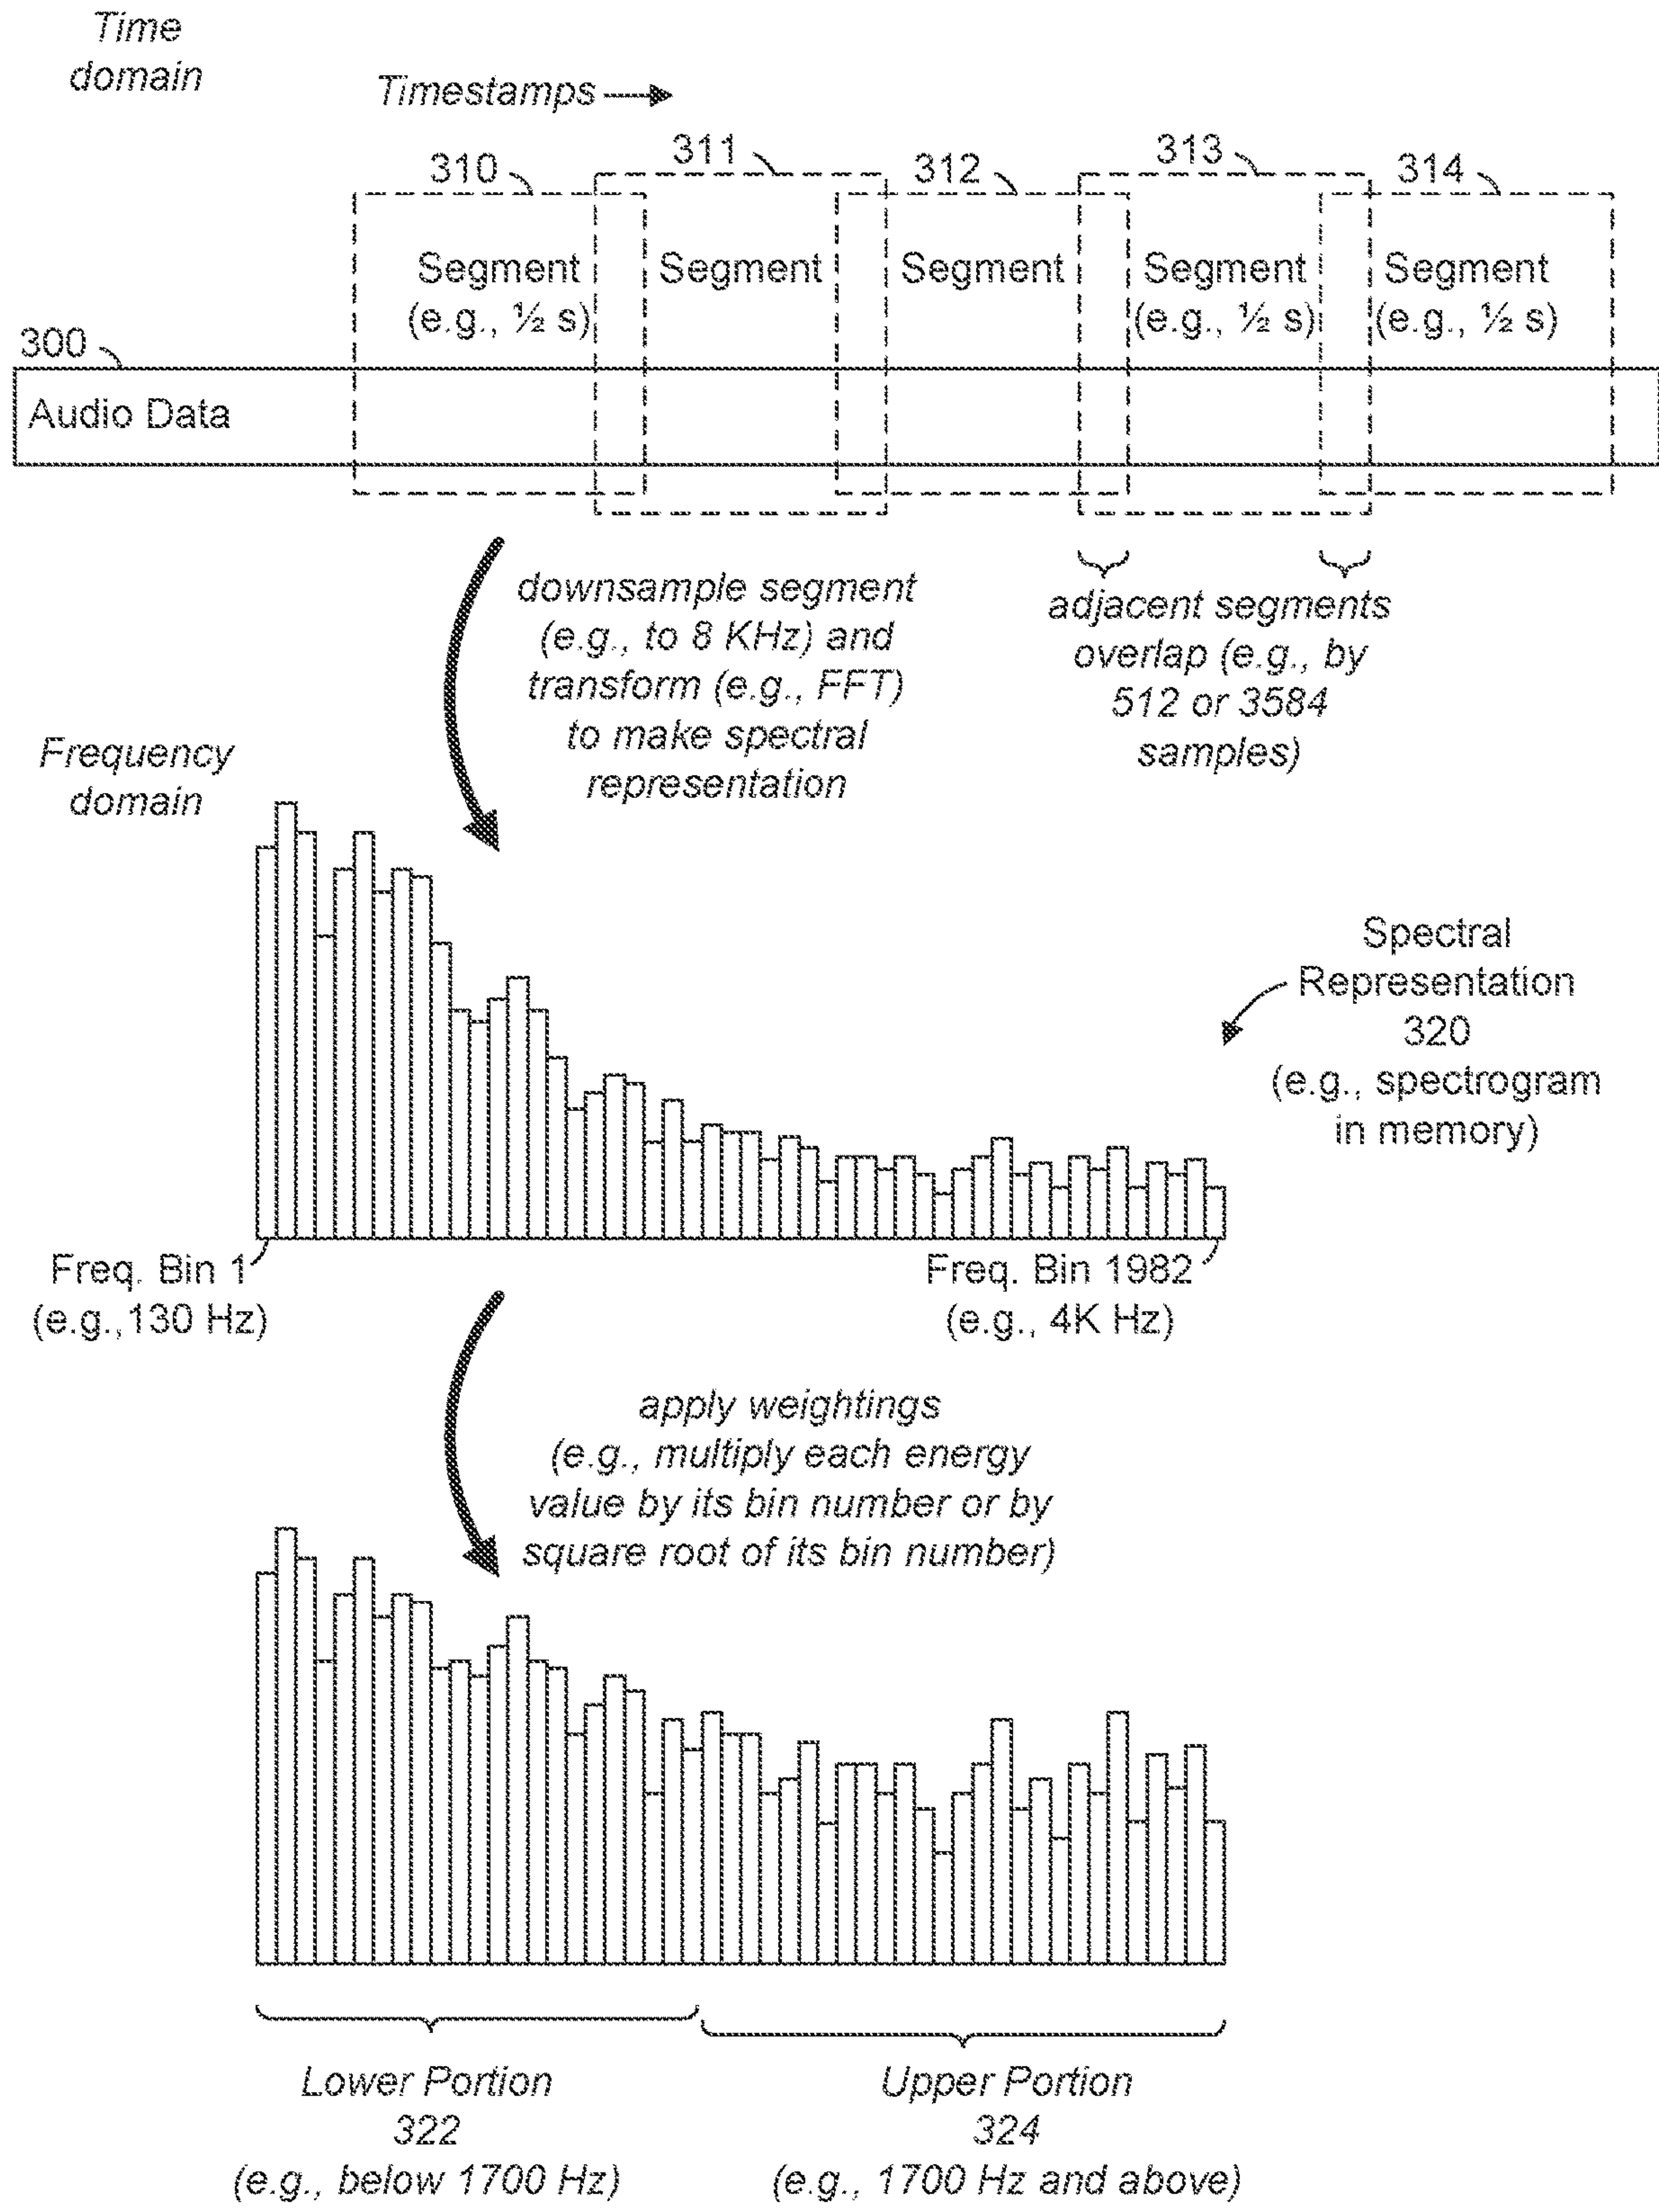 Time
domain
Timestamps
310
311
312
313
314
Segment
(e.g., ½ s)
Segment
Segment
Segment
(e.g., ½ s)
Segment
(e.g., ½ s)
300
Audio Data
downsample segment
(e.g., to 8 KHz) and
transform (e.g., FFT)
to make spectral
representation
adjacent segments
overlap (e.g., by
512 or 3584
samples)
Frequency
domain
Spectral
Representation
320
(e.g., spectrogram
in memory)
Freq. Bin 1
(e.g.,130 Hz)
Freq. Bin 1982
(e.g., 4K Hz)
apply weightings
(e.g., multiply each energy
value by its bin number or by
square root of its bin number)
Lower Portion
322
(e.g., below 1700 Hz)
Upper Portion
324
(e.g., 1700 Hz and above)